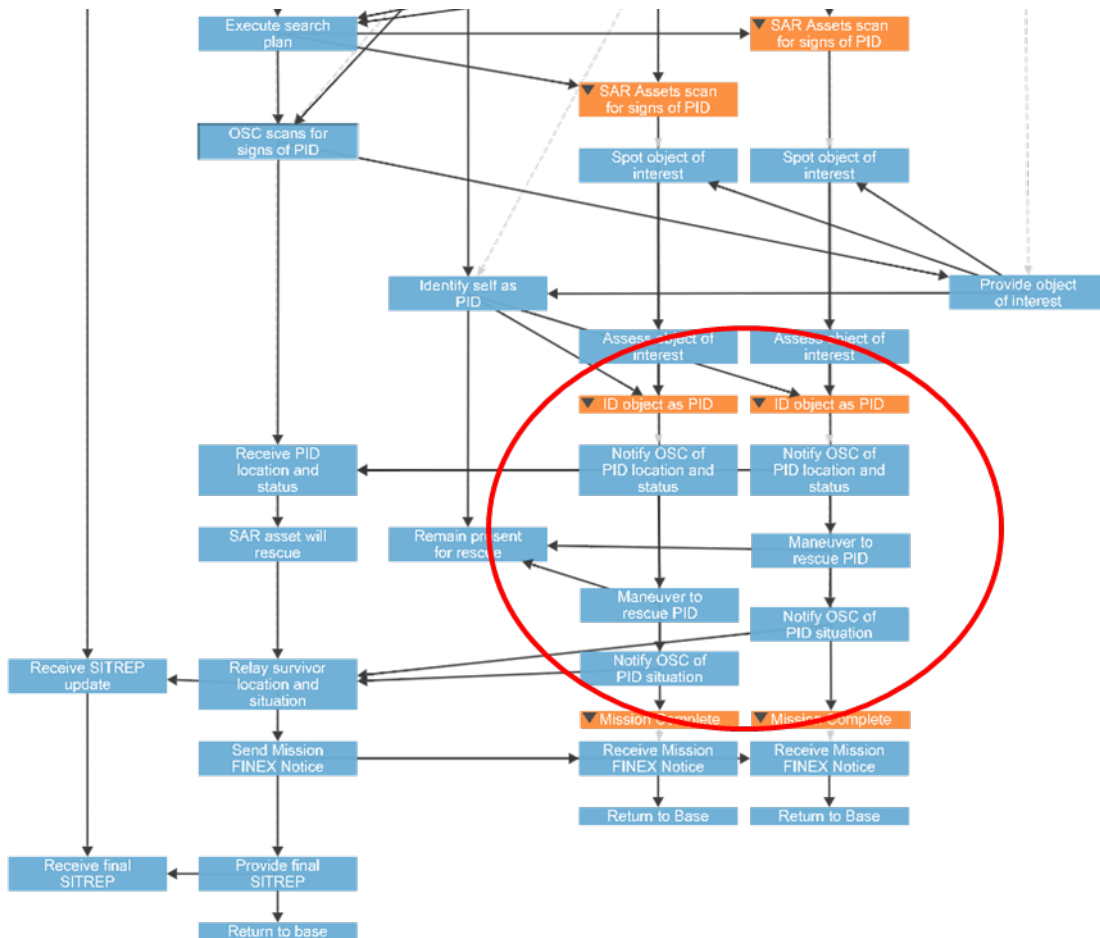 Execute search
plan
SAR Assets scan
for signs of PID
SAR Assets scan
for signs of PID
OSC scans for
signs of PID
Spot object of
interest
Spot object of
interest
Identify self as
PID
Provide object
of interest
Assess object of
interest
Assess object of
interest
ID object as PID
ID object as PID
Receive PID
location and
status
Notify OSC of
PID location and
status
Notify OSC of
PID location and
status
SAR asset will
rescue
Remain present
for rescue
Maneuver to
rescue PID
Maneuver to
rescue PID
Notify OSC of
PID situation
Receive SITREP
update
Relay survivor
location and
situation
Notify OSC of
PID situation
Mission Complete
Mission Complete
Send Mission
FINEX Notice
Receive Mission
FINEX Notice
Receive Mission
FINEX Notice
Return to Base
Return to Base
Receive final
SITREP
Provide final
SITREP
Return to base